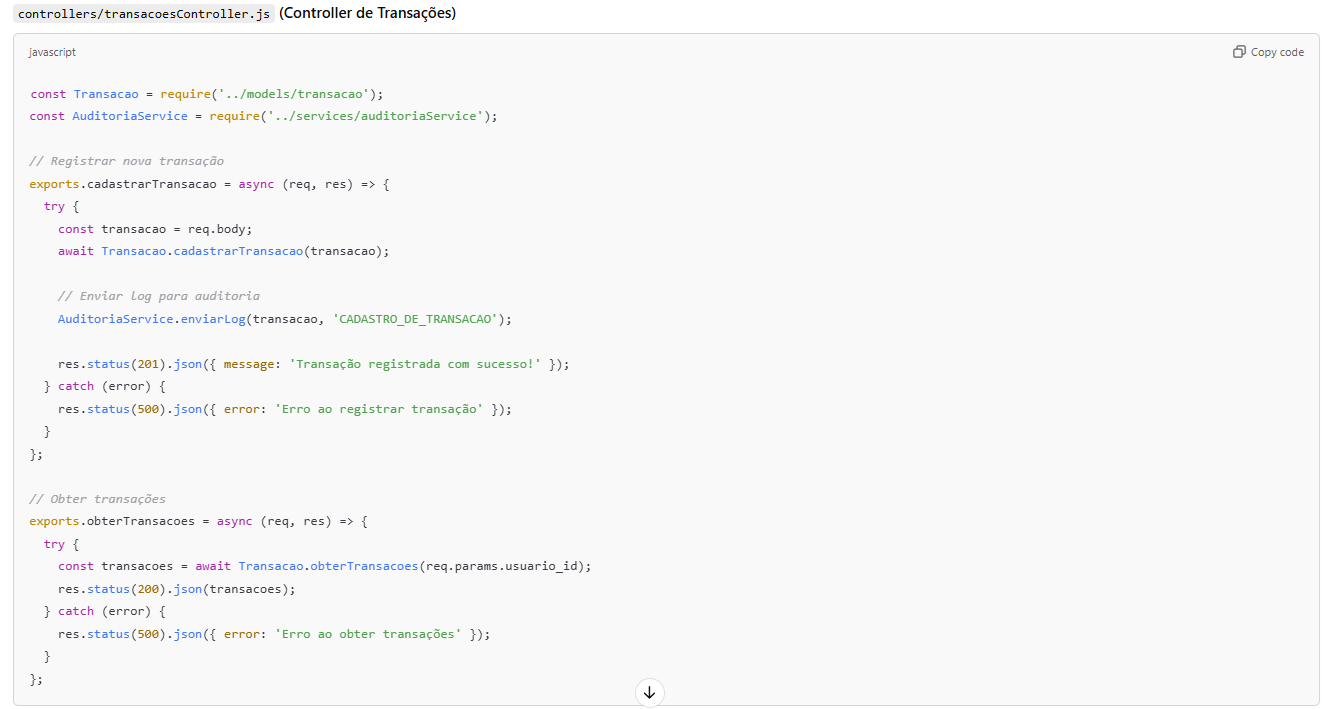 controllers/transacoesController.js (Controller de Transações)
javascript
Copy code
const Transacao = require('../models/transacao');
const AuditoriaService = require('../services/auditoriaService');
// Registrar nova transação
exports.cadastrarTransacao = async (req, res) => {
  try {
    const transacao = req.body;
    await Transacao.cadastrarTransacao(transacao);
    // Enviar log para auditoria
    AuditoriaService.enviarLog(transacao, 'CADASTRO_DE_TRANSACAO');
    res.status(201).json({ message: 'Transação registrada com sucesso!' });
  } catch (error) {
    res.status(500).json({ error: 'Erro ao registrar transação' });
  }
};
// Obter transações
exports.obterTransacoes = async (req, res) => {
  try {
    const transacoes = await Transacao.obterTransacoes(req.params.usuario_id);
    res.status(200).json(transacoes);
  } catch (error) {
    res.status(500).json({ error: 'Erro ao obter transações' });
  }
};